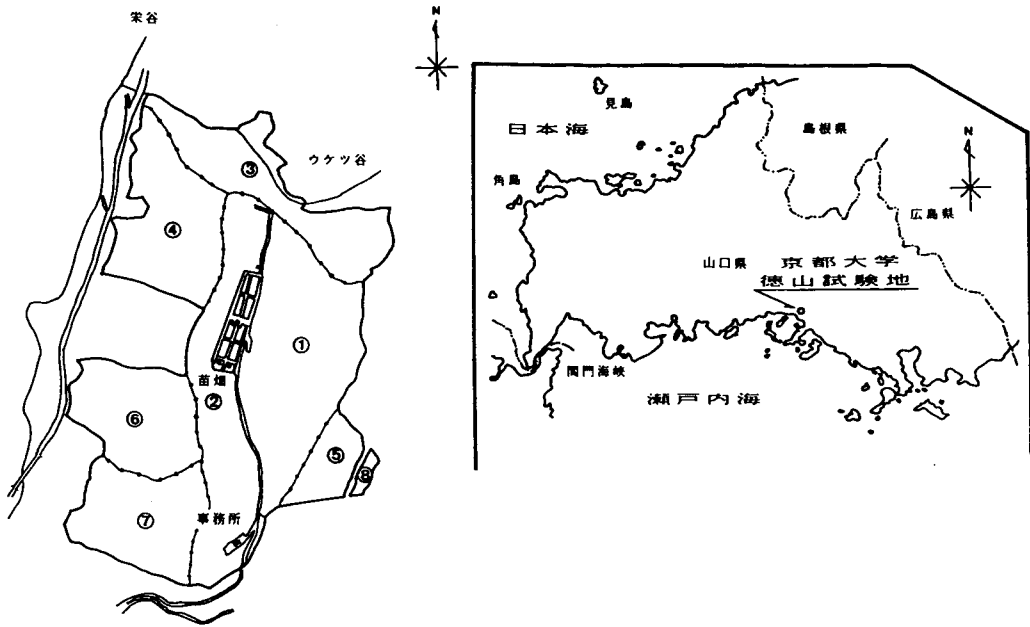 栄谷
N
ウケツ谷
③
④
①
苗畑
②
⑥
⑤
⑧
⑦
事務所
見島
日本海
島根県
N
角島
広島県
山口県
京都大学
徳山試験地
関門海峡
瀬戸内海